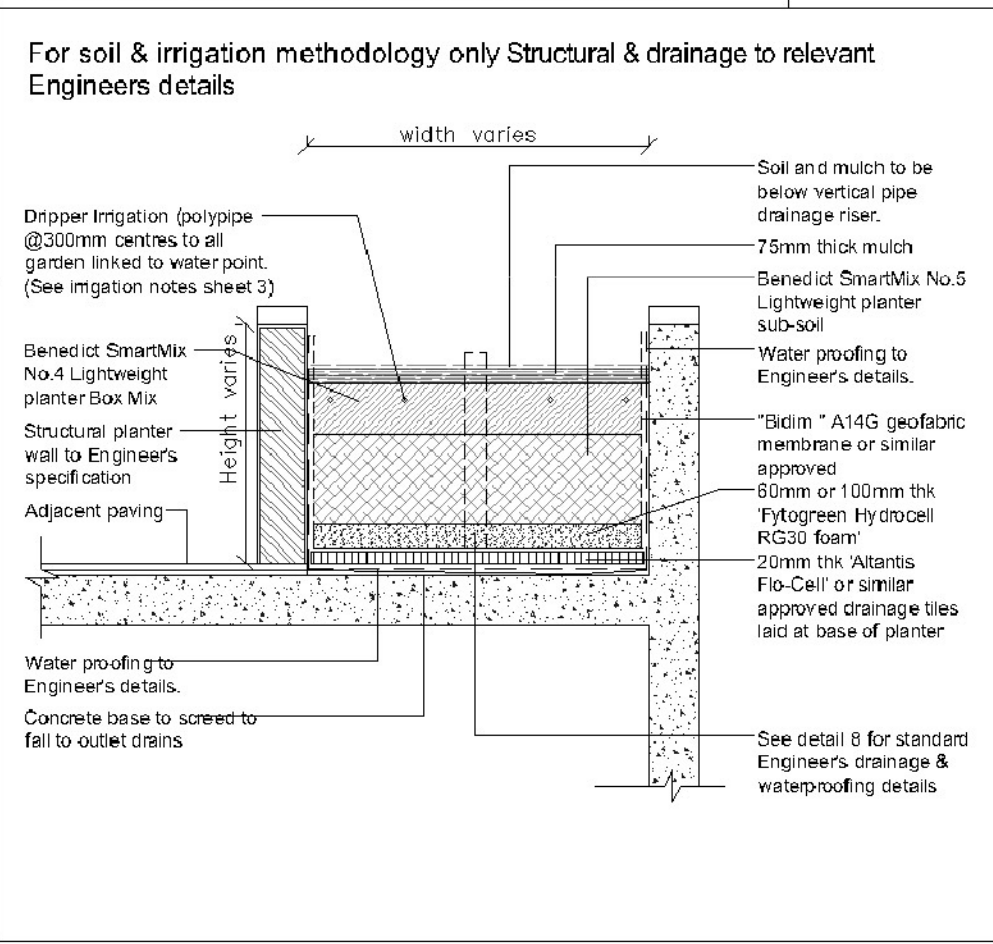 For soil & irrigation methodology only Structural & drainage to relevant
Engineers details
width varies
Dripper Irrigation (polypipe
@300mm centres to all
garden linked to water point.
(See irrigation notes sheet 3)
Benedict SmartMix
No.4 Lightweight
planter Box Mix
Structural planter
wall to Engineer's
specification
Adjacent paving
Height varies
Water proofing to
Engineer's details.
Concrete base to screed to
fall to outlet drains
Soil and mulch to be
below vertical pipe
drainage riser.
75mm thick mulch
Benedict SmartMix No.5
Lightweight planter
sub-soil
Water proofing to
Engineer's details.
"Bidim " A14G geofabric
membrane or similar
approved
60mm or 100mm thk
'Fytogreen Hydrocell
RG30 foam'
20mm thk 'Altantis
Flo-Cell' or similar
approved drainage tiles
laid at base of planter
See detail 8 for standard
Engineer's drainage &
waterproofing details